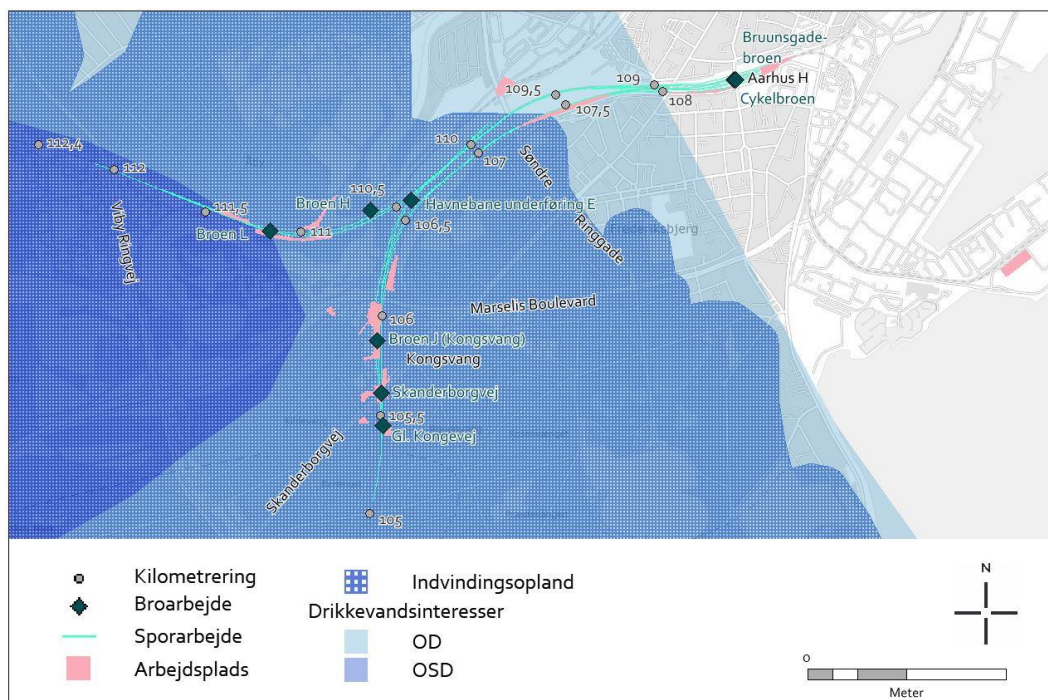 Bruunsgade-
broen
Aarhus H
Cykelbroen
109
108
109,5
107,5
110
107
112,4
112
111,5
111
110,5
106,5
Broen H
Broen L
Havnebane underføring E
Søndre
Ringgade
Frederiksbjerg
Viby Ringvej
Marselis Boulevard
106
Broen J (Kongsvang)
Kongsvang
Skanderborgvej
105,5
Gl. Kongevej
Skanderborgvej
105
Kilometrering
Broarbejde
Sporarbejde
Arbejdsplads
Indvindingsopland
Drikkevandsinteresser
OD
OSD
N
0
Meter